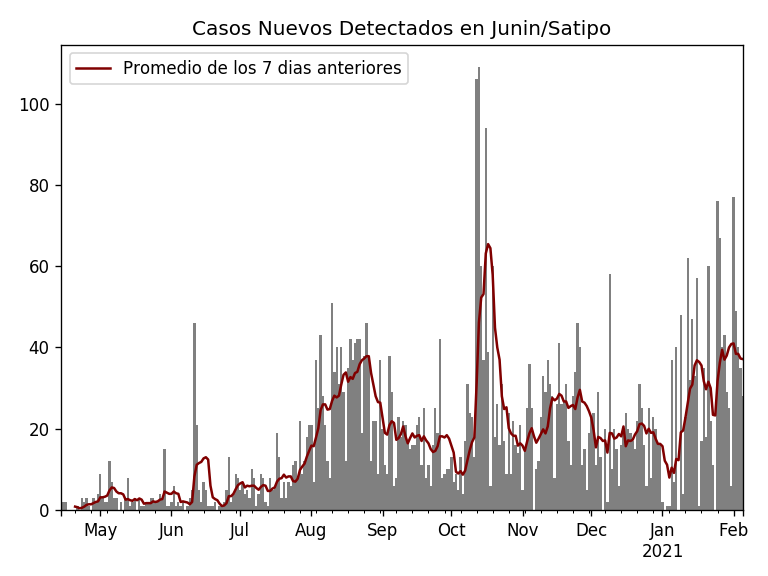 Casos Nuevos Detectados en Junin/Satipo
Promedio de los 7 dias anteriores
100
80
60
40
20
0
May Jun Jul Aug Sep Oct Nov Dec Jan Feb
2021